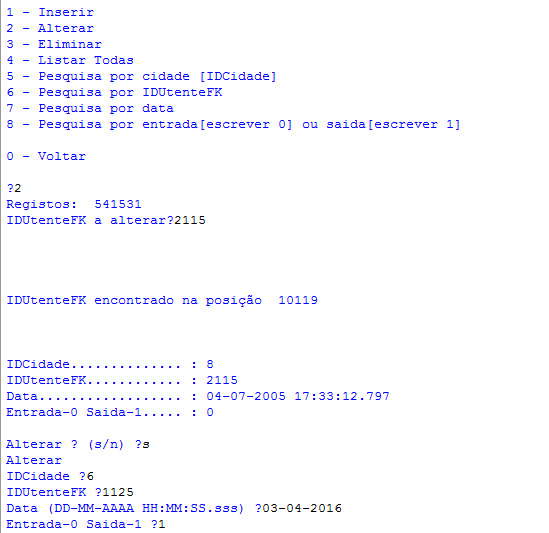 1 - Inserir
2 - Alterar
3 - Eliminar
4 - Listar Todas
5 - Pesquisa por cidade [IDCidade]
6 - Pesquisa por IDUtenteFK
7 - Pesquisa por data
8 - Pesquisa por entrada[escrever 0] ou saida[escrever 1]
0 - Voltar
?2
Registos:  541531
IDUtenteFK a alterar?2115
IDUtenteFK encontrado na posição  10119
IDCidade.............. : 8
IDUtenteFK............ : 2115
Data.................. : 04-07-2005 17:33:12.797
Entrada-0 Saida-1..... : 0
Alterar ? (s/n) ?s
Alterar
IDCidade ?6
IDUtenteFK ?1125
Data (DD-MM-AAAA HH:MM:SS.sss) ?03-04-2016
Entrada-0 Saida-1 ?1